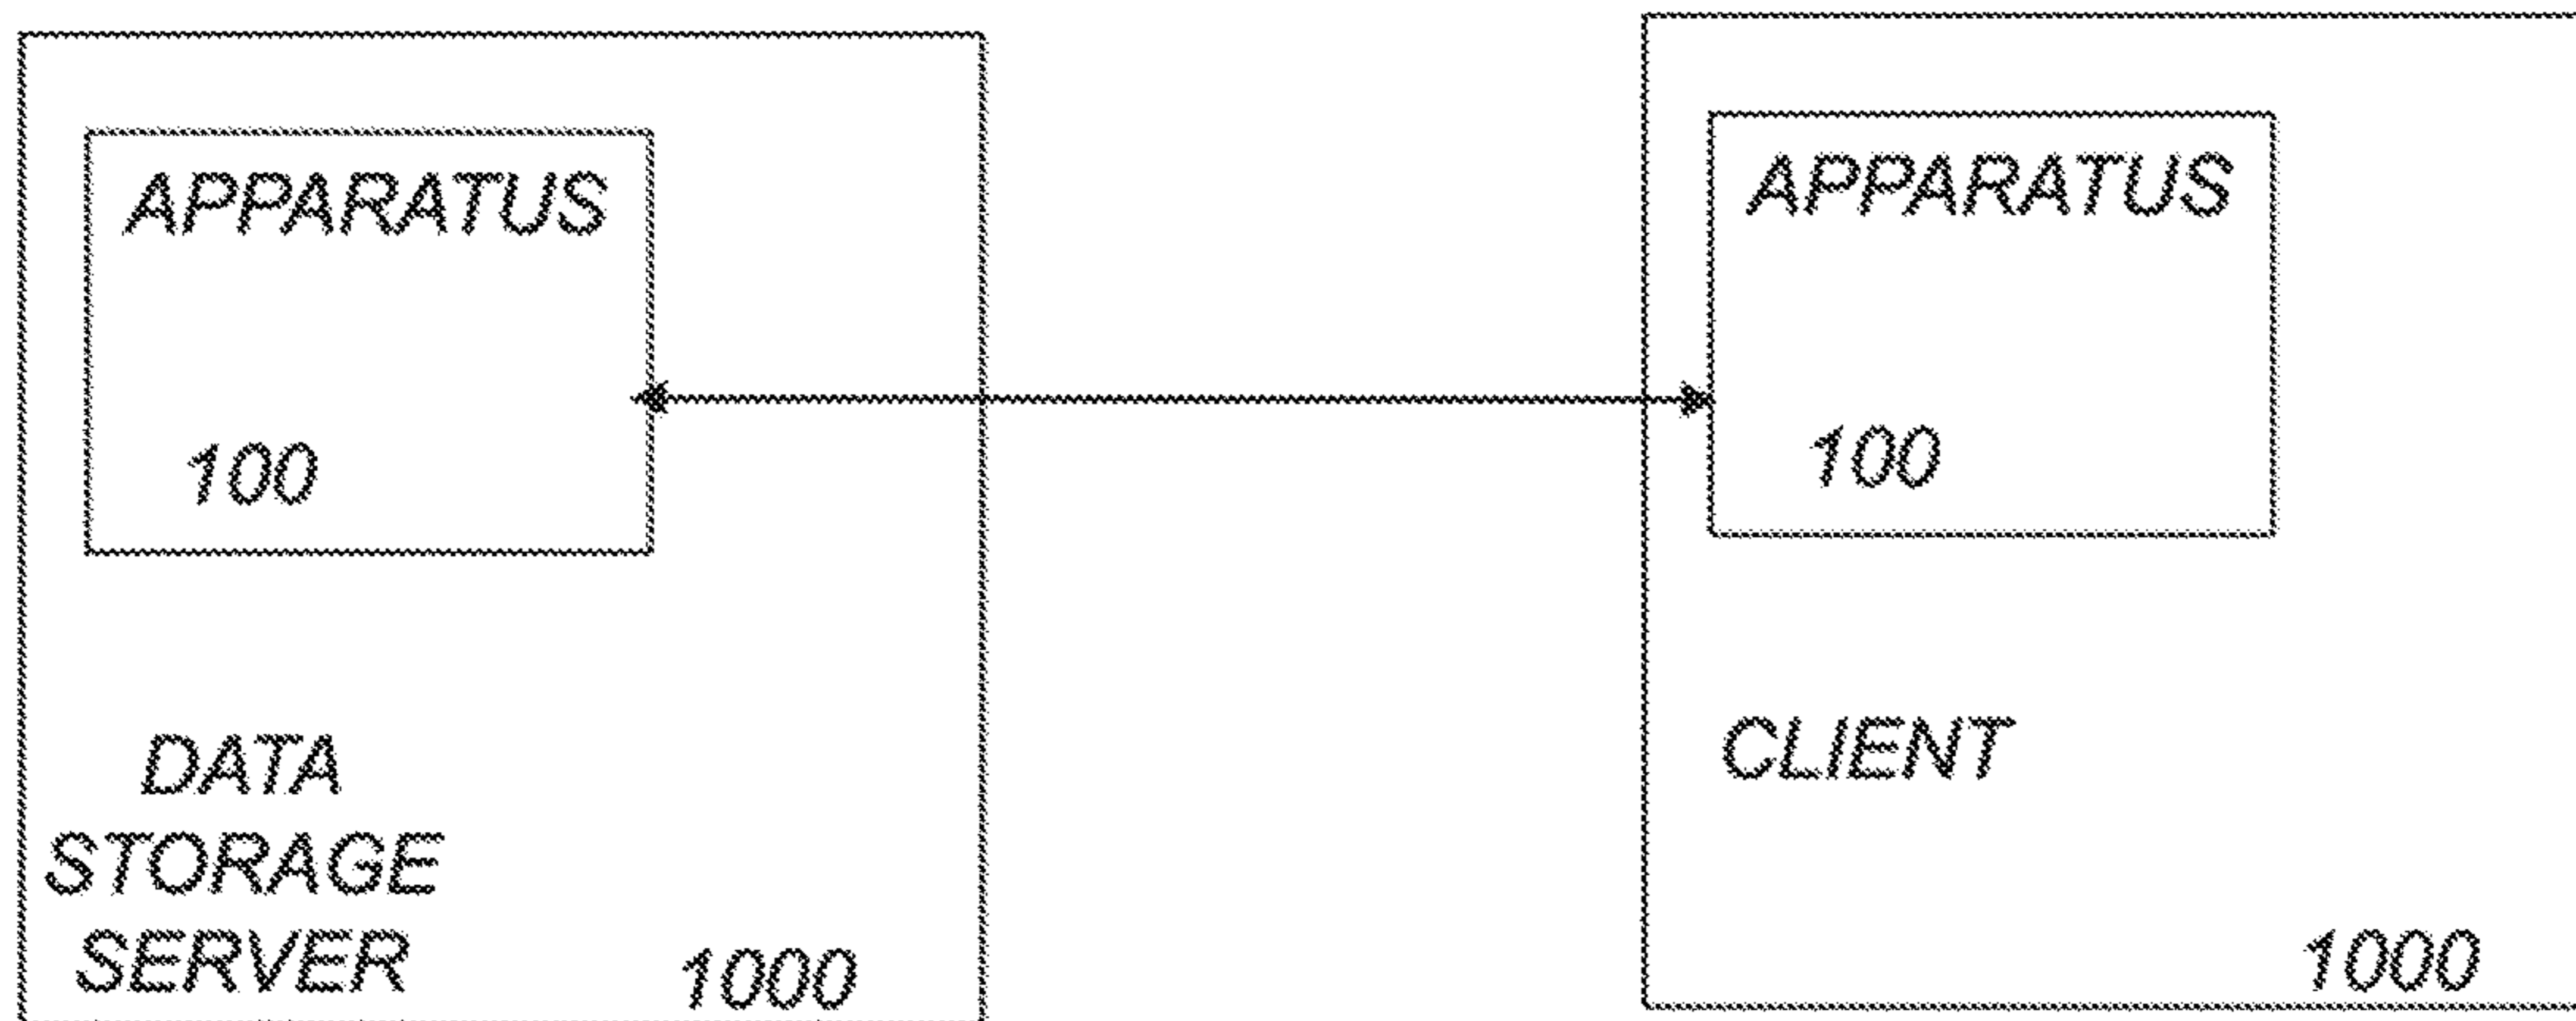 APPARATUS
100
DATA
STORAGE
SERVER
1000
APPARATUS
100
CLIENT
1000